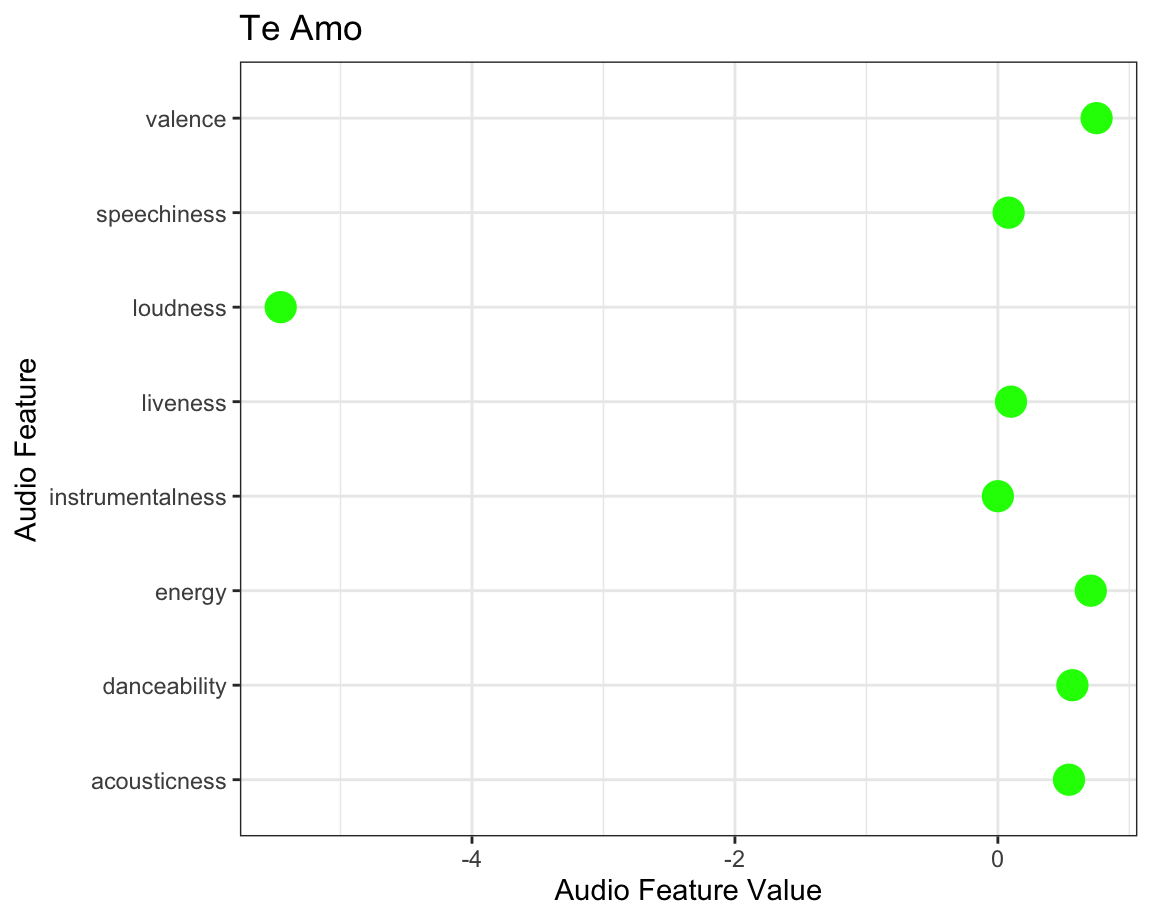 Te Amo
Audio Feature
valence
speechiness
loudness
liveness
instrumentalness
energy
danceability
acousticness
-4
-2
0
Audio Feature Value